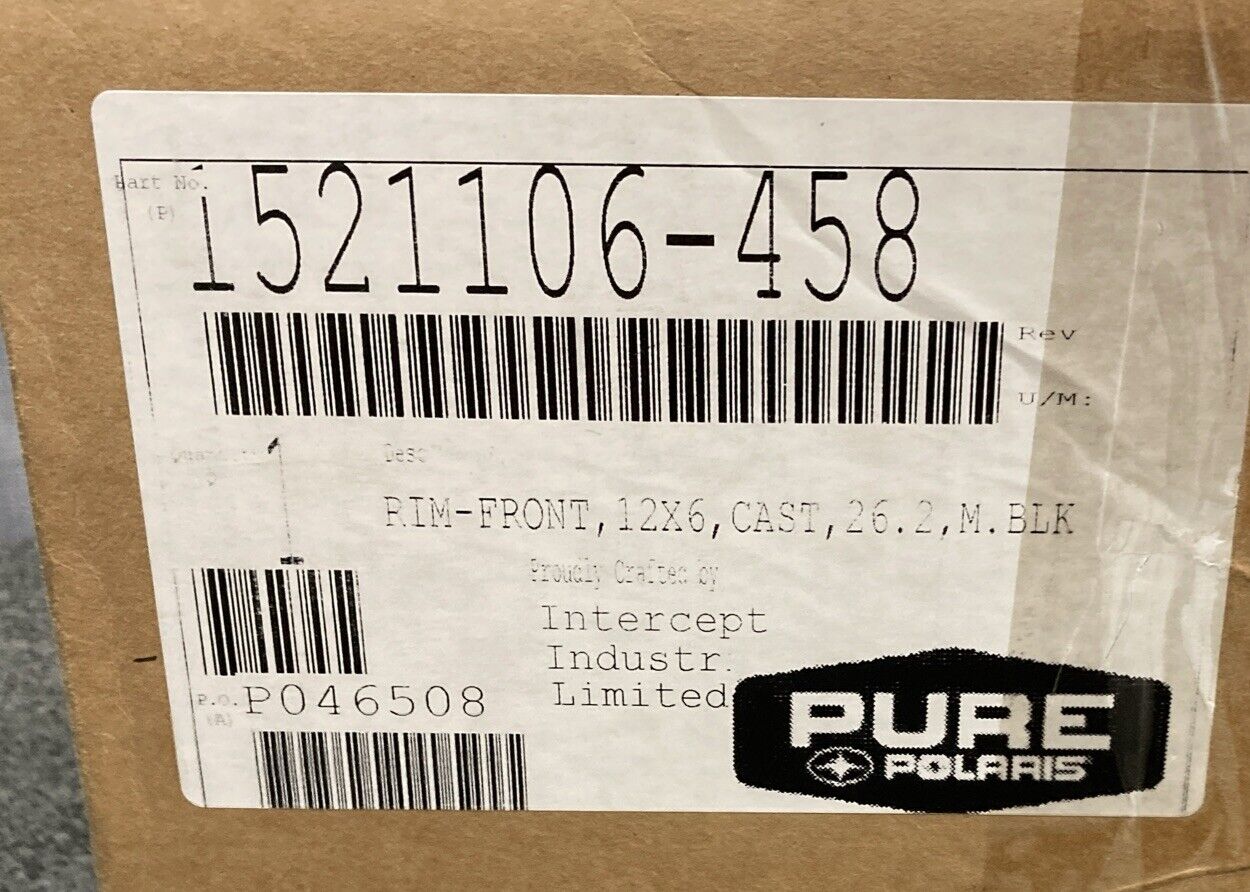 Part No.
(P)
1521106-458
Rev
U/M:
1
RIM-FRONT,12X6,CAST,26.2,M.BLK
Proudly Crafted by
Intercept
Industr
Limited
P.O.
(A)
P046508
PURE
POLARIS